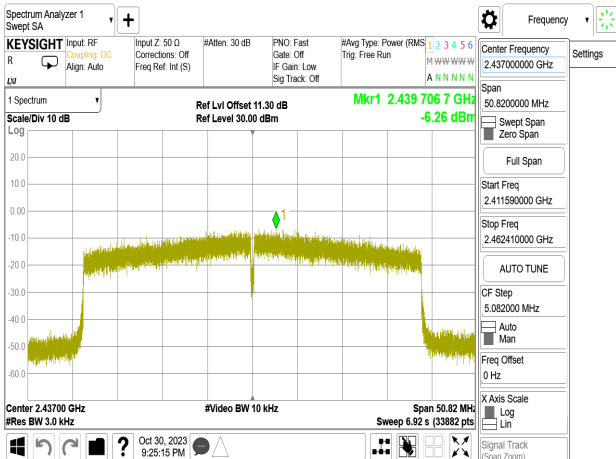 Spectrum Analyzer 1
Swept SA
Frequency
KEYSIGHT
R
LXI
Input: RF
Coupling: DC
Align: Auto
Input Z: 50 Ω
Corrections: Off
Freq Ref: Int (S)
#Atten: 30 dB
PNO: Fast
Gate: Off
IF Gain: Low
Sig Track: Off
#Avg Type: Power (RMS
Trig: Free Run
1 2 3 4 5 6
M W W W W W
A N N N N N
1 Spectrum
Scale/Div 10 dB
Log
Ref Lvl Offset 11.30 dB
Ref Level 30.00 dBm
Mkr1 2.439 706 7 GHz
-6.26 dBm
1
20.0
10.0
0.00
-10.0
-20.0
-30.0
-40.0
-50.0
-60.0
Center 2.43700 GHz
#Res BW 3.0 kHz
#Video BW 10 kHz
Span 50.82 MHz
Sweep 6.92 s (33882 pts
Oct 30, 2023
9:25:15 PM
Center Frequency
2.437000000 GHz
Settings
Span
50.8200000 MHz
Swept Span
Zero Span
Full Span
Start Freq
2.411590000 GHz
Stop Freq
2.462410000 GHz
AUTO TUNE
CF Step
5.082000 MHz
Auto
Man
Freq Offset
0 Hz
X Axis Scale
Log
Lin
Signal Track
(Span Zoom)